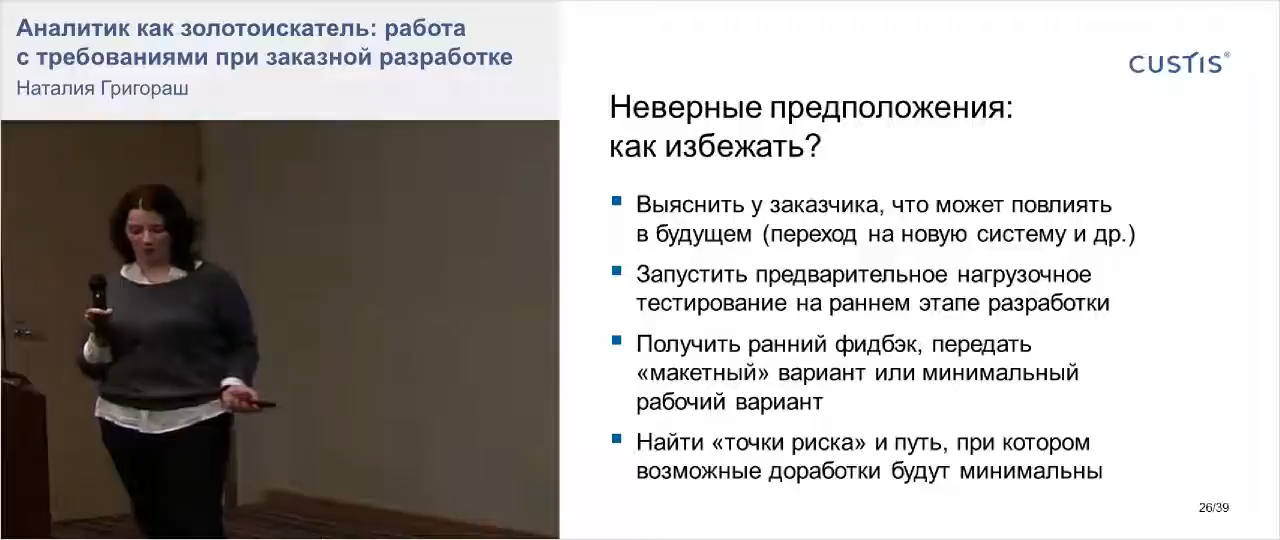 Аналитик как золотоискатель: работа
с требованиями при заказной разработке
Наталия Григораш
CUSTIS®
Неверные предположения:
как избежать?
Выяснить у заказчика, что может повлиять
в будущем (переход на новую систему и др.)
Запустить предварительное нагрузочное
тестирование на раннем этапе разработки
Получить ранний фидбэк, передать
«макетный» вариант или минимальный
рабочий вариант
Найти «точки риска» и путь, при котором
возможные доработки будут минимальны
26/39